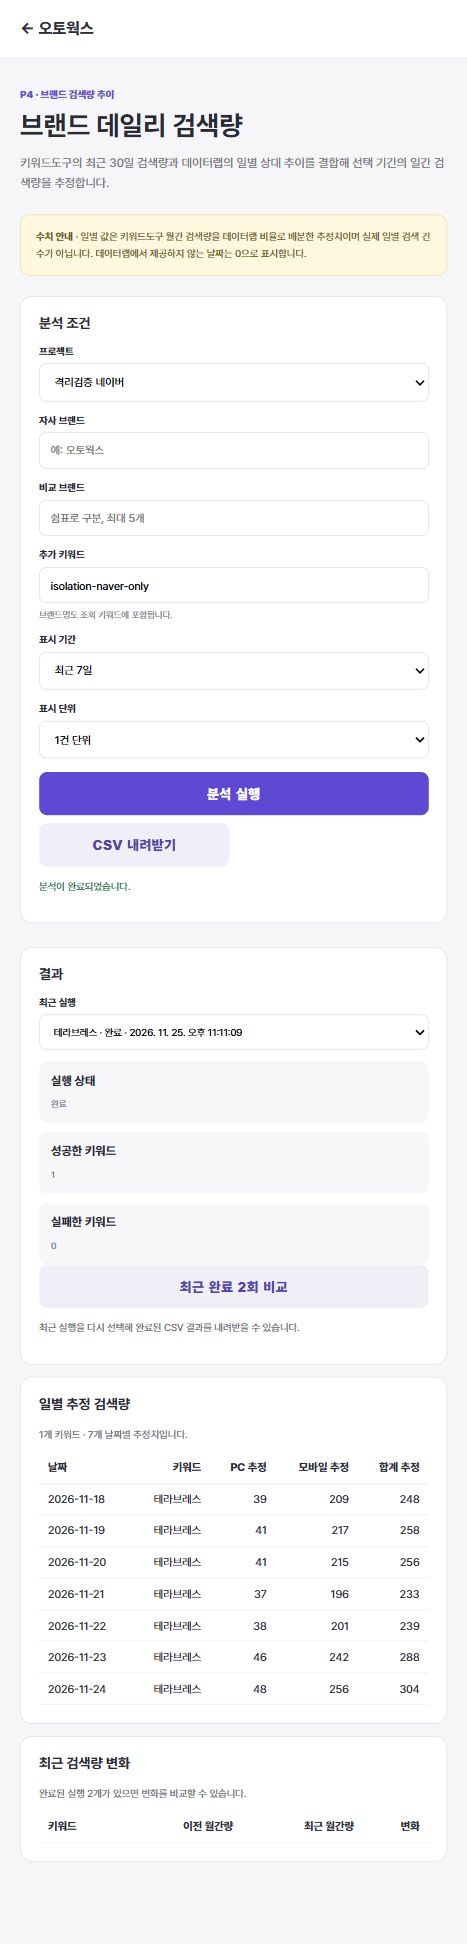 ← 오토웍스
P4 · 브랜드 검색량 추이
브랜드 데일리 검색량
키워드도구의 최근 30일 검색량과 데이터랩의 일별 상대 추이를 결합해 선택 기간의 일간 검
색량을 추정합니다.
수치 안내 · 일별 값은 키워드도구 월간 검색량을 데이터랩 비율로 배분한 추정치이며 실제 일별 검색 건
수가 아닙니다. 데이터랩에서 제공하지 않는 날짜는 0으로 표시합니다.
분석 조건
프로젝트
격리검증 네이버
자사 브랜드
예: 오토웍스
비교 브랜드
쉼표로 구분, 최대 5개
추가 키워드
isolation-naver-only
브랜드명도 조회 키워드에 포함됩니다.
표시 기간
최근 7일
표시 단위
1건 단위
분석 실행
CSV 내려받기
분석이 완료되었습니다.
결과
최근 실행
테라브레스 · 완료 · 2026. 11. 25. 오후 11:11:09
실행 상태
완료
성공한 키워드
1
실패한 키워드
0
최근 완료 2회 비교
최근 실행을 다시 선택해 완료된 CSV 결과를 내려받을 수 있습니다.
일별 추정 검색량
1개 키워드 · 7개 날짜별 추정치입니다.
날짜 키워드 PC 추정 모바일 추정 합계 추정
2026-11-18 테라브레스 39 209 248
2026-11-19 테라브레스 41 217 258
2026-11-20 테라브레스 41 215 256
2026-11-21 테라브레스 37 196 233
2026-11-22 테라브레스 38 201 239
2026-11-23 테라브레스 46 242 288
2026-11-24 테라브레스 48 256 304
최근 검색량 변화
완료된 실행 2개가 있으면 변화를 비교할 수 있습니다.
키워드 이전 월간량 최근 월간량 변화